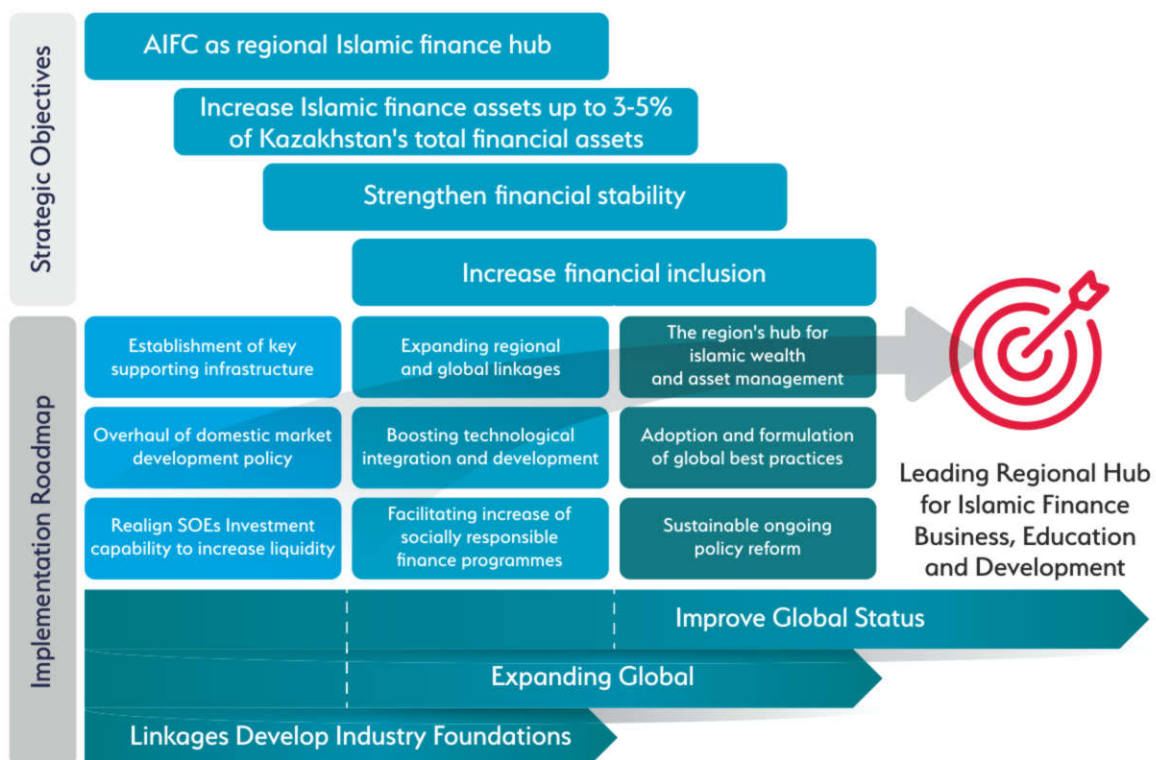 Strategic Objectives
AIFC as regional Islamic finance hub
Increase Islamic finance assets up to 3-5%
of Kazakhstan's total financial assets
Strengthen financial stability
Increase financial inclusion
Implementation Roadmap
Establishment of key
supporting infrastructure
Expanding regional
and global linkages
The region's hub for
islamic wealth
and asset management
Overhaul of domestic market
development policy
Boosting technological
integration and development
Adoption and formulation
of global best practices
Realign SOEs Investment
capability to increase liquidity
Facilitating increase of
socially responsible
finance programmes
Sustainable ongoing
policy reform
Leading Regional Hub
for Islamic Finance
Business, Education
and Development
Improve Global Status
Expanding Global
Linkages Develop Industry Foundations